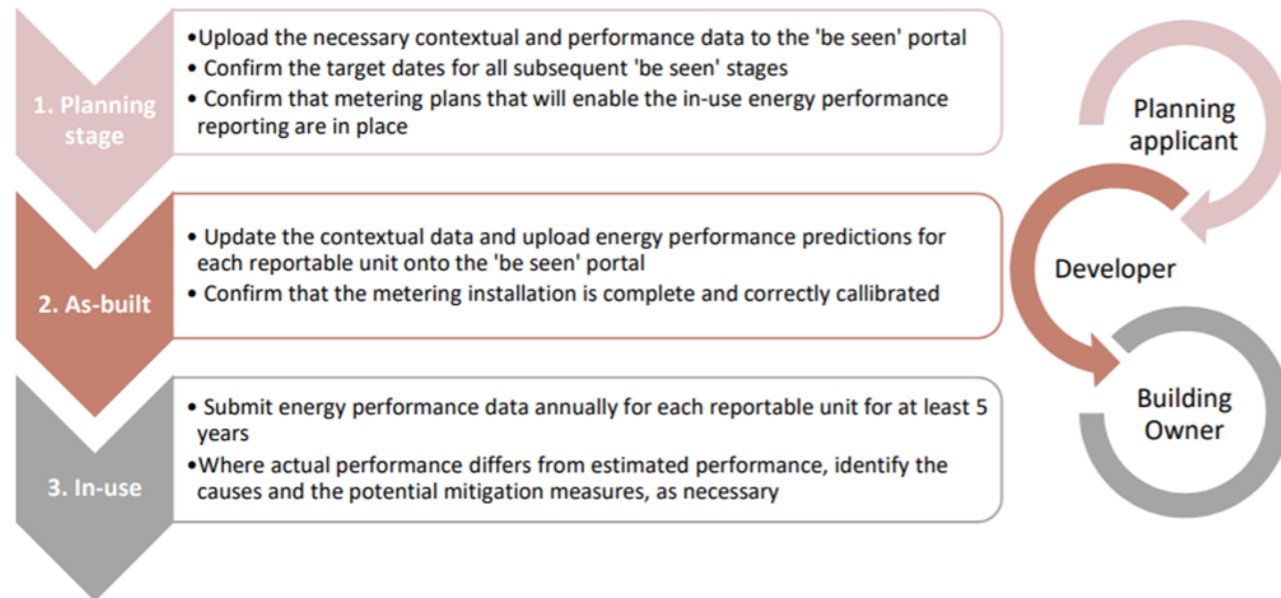 •Upload the necessary contextual and performance data to the 'be seen' portal
• Confirm the target dates for all subsequent 'be seen' stages
• Confirm that metering plans that will enable the in-use energy performance
reporting are in place
1. Planning
stage
Planning
applicant
• Update the contextual data and upload energy performance predictions for
each reportable unit onto the 'be seen' portal
• Confirm that the metering installation is complete and correctly callibrated
2. As-built
Developer
• Submit energy performance data annually for each reportable unit for at least 5
years
•Where actual performance differs from estimated performance, identify the
causes and the potential mitigation measures, as necessary
3. In-use
Building
Owner